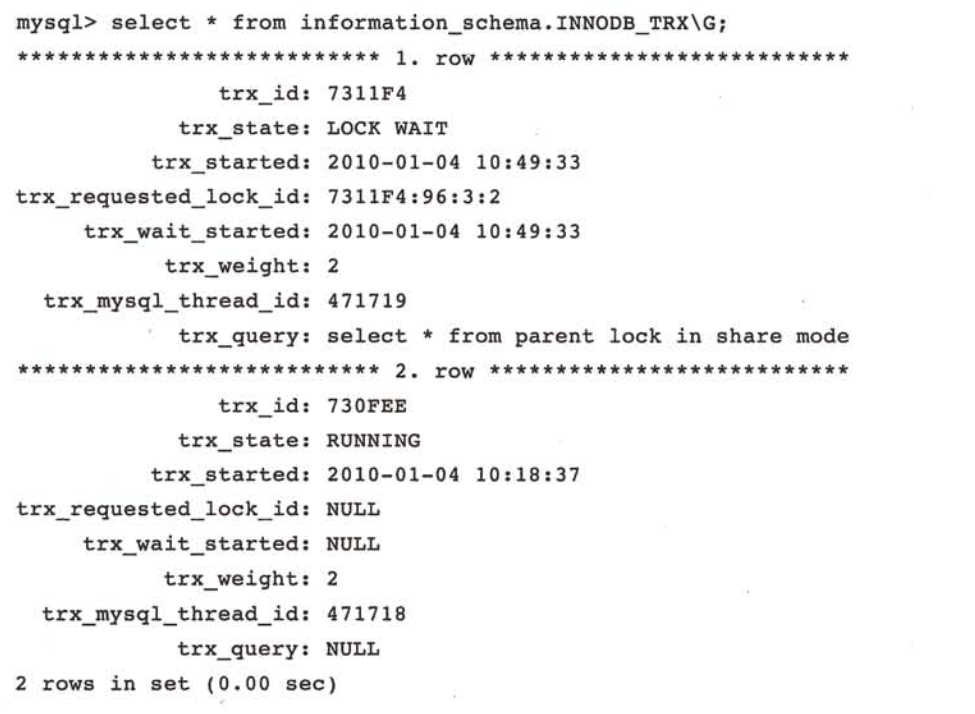 mysql> select * from information_schema.INNODB_TRX\G;
*************************** 1. row ***************************
trx_id: 7311F4
trx_state: LOCK WAIT
trx_started: 2010-01-04 10:49:33
trx_requested_lock_id: 7311F4:96:3:2
trx_wait_started: 2010-01-04 10:49:33
trx_weight: 2
trx_mysql_thread_id: 471719
trx_query: select * from parent lock in share mode
*************************** 2. row ***************************
trx_id: 730FEE
trx_state: RUNNING
trx_started: 2010-01-04 10:18:37
trx_requested_lock_id: NULL
trx_wait_started: NULL
trx_weight: 2
trx_mysql_thread_id: 471718
trx_query: NULL
2 rows in set (0.00 sec)